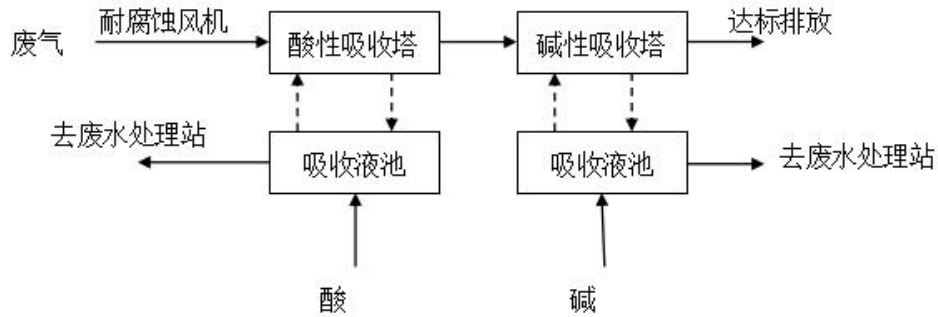 废气
耐腐蚀风机
酸性吸收塔
碱性吸收塔
达标排放
去废水处理站
吸收液池
吸收液池
去废水处理站
酸
碱